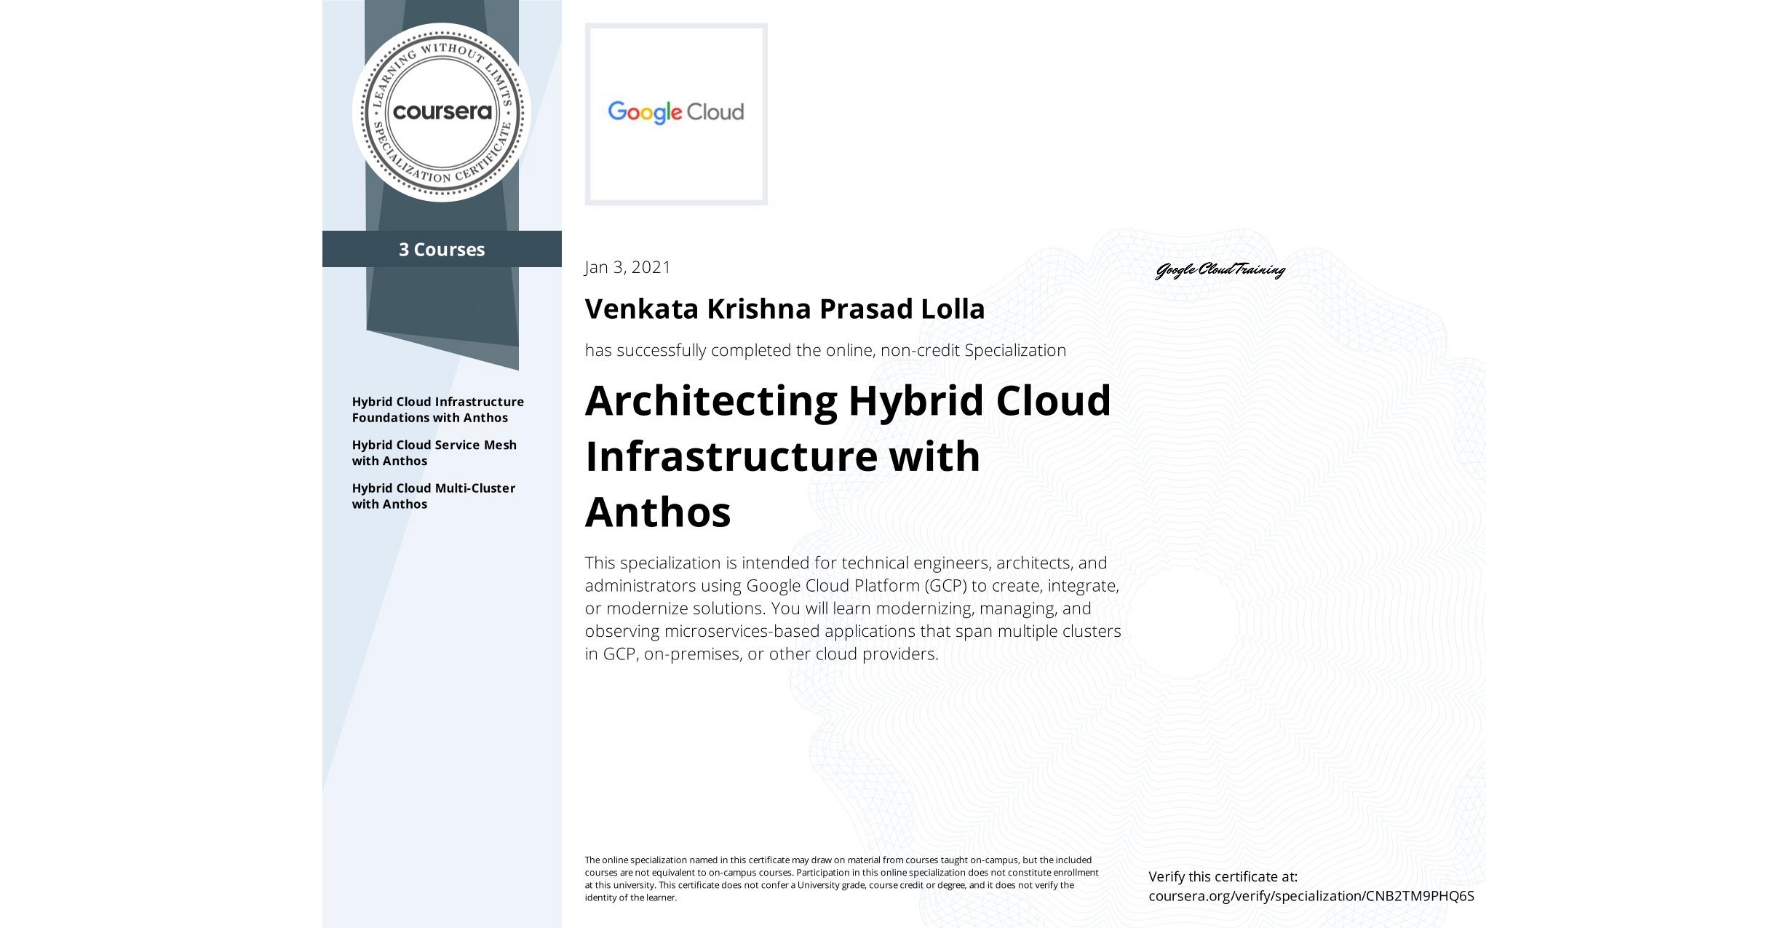 LEARNING WITHOUT LIMITS
coursera
SPECIALIZATION CERTIFICATE
3 Courses
Hybrid Cloud Infrastructure
Foundations with Anthos
Hybrid Cloud Service Mesh
with Anthos
Hybrid Cloud Multi-Cluster
with Anthos
Google Cloud
Jan 3, 2021
Venkata Krishna Prasad Lolla
has successfully completed the online, non-credit Specialization
Architecting Hybrid Cloud
Infrastructure with
Anthos
This specialization is intended for technical engineers, architects, and
administrators using Google Cloud Platform (GCP) to create, integrate,
or modernize solutions. You will learn modernizing, managing, and
observing microservices-based applications that span multiple clusters
in GCP, on-premises, or other cloud providers.
Google Cloud Training
The online specialization named in this certificate may draw on material from courses taught on-campus, but the included
courses are not equivalent to on-campus courses. Participation in this online specialization does not constitute enrollment
at this university. This certificate does not confer a University grade, course credit or degree, and it does not verify the
identity of the learner.
Verify this certificate at:
coursera.org/verify/specialization/CNB2TM9PHQ6S